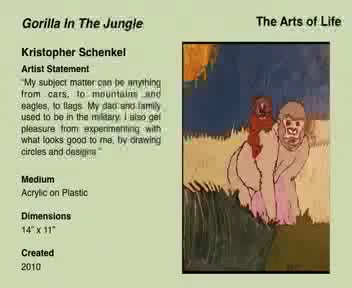 Gorilla In The Jungle
The Arts of Life
Kristopher Schenkel
Artist Statement
"My subject matter can be anything
from cars, to mountains and
eagles, to flags. My dad and family
used to be in the military. I also get
pleasure from experimenting with
what looks good to me, by drawing
circles and designs."
Medium
Acrylic on Plastic
Dimensions
14" x 11"
Created
2010